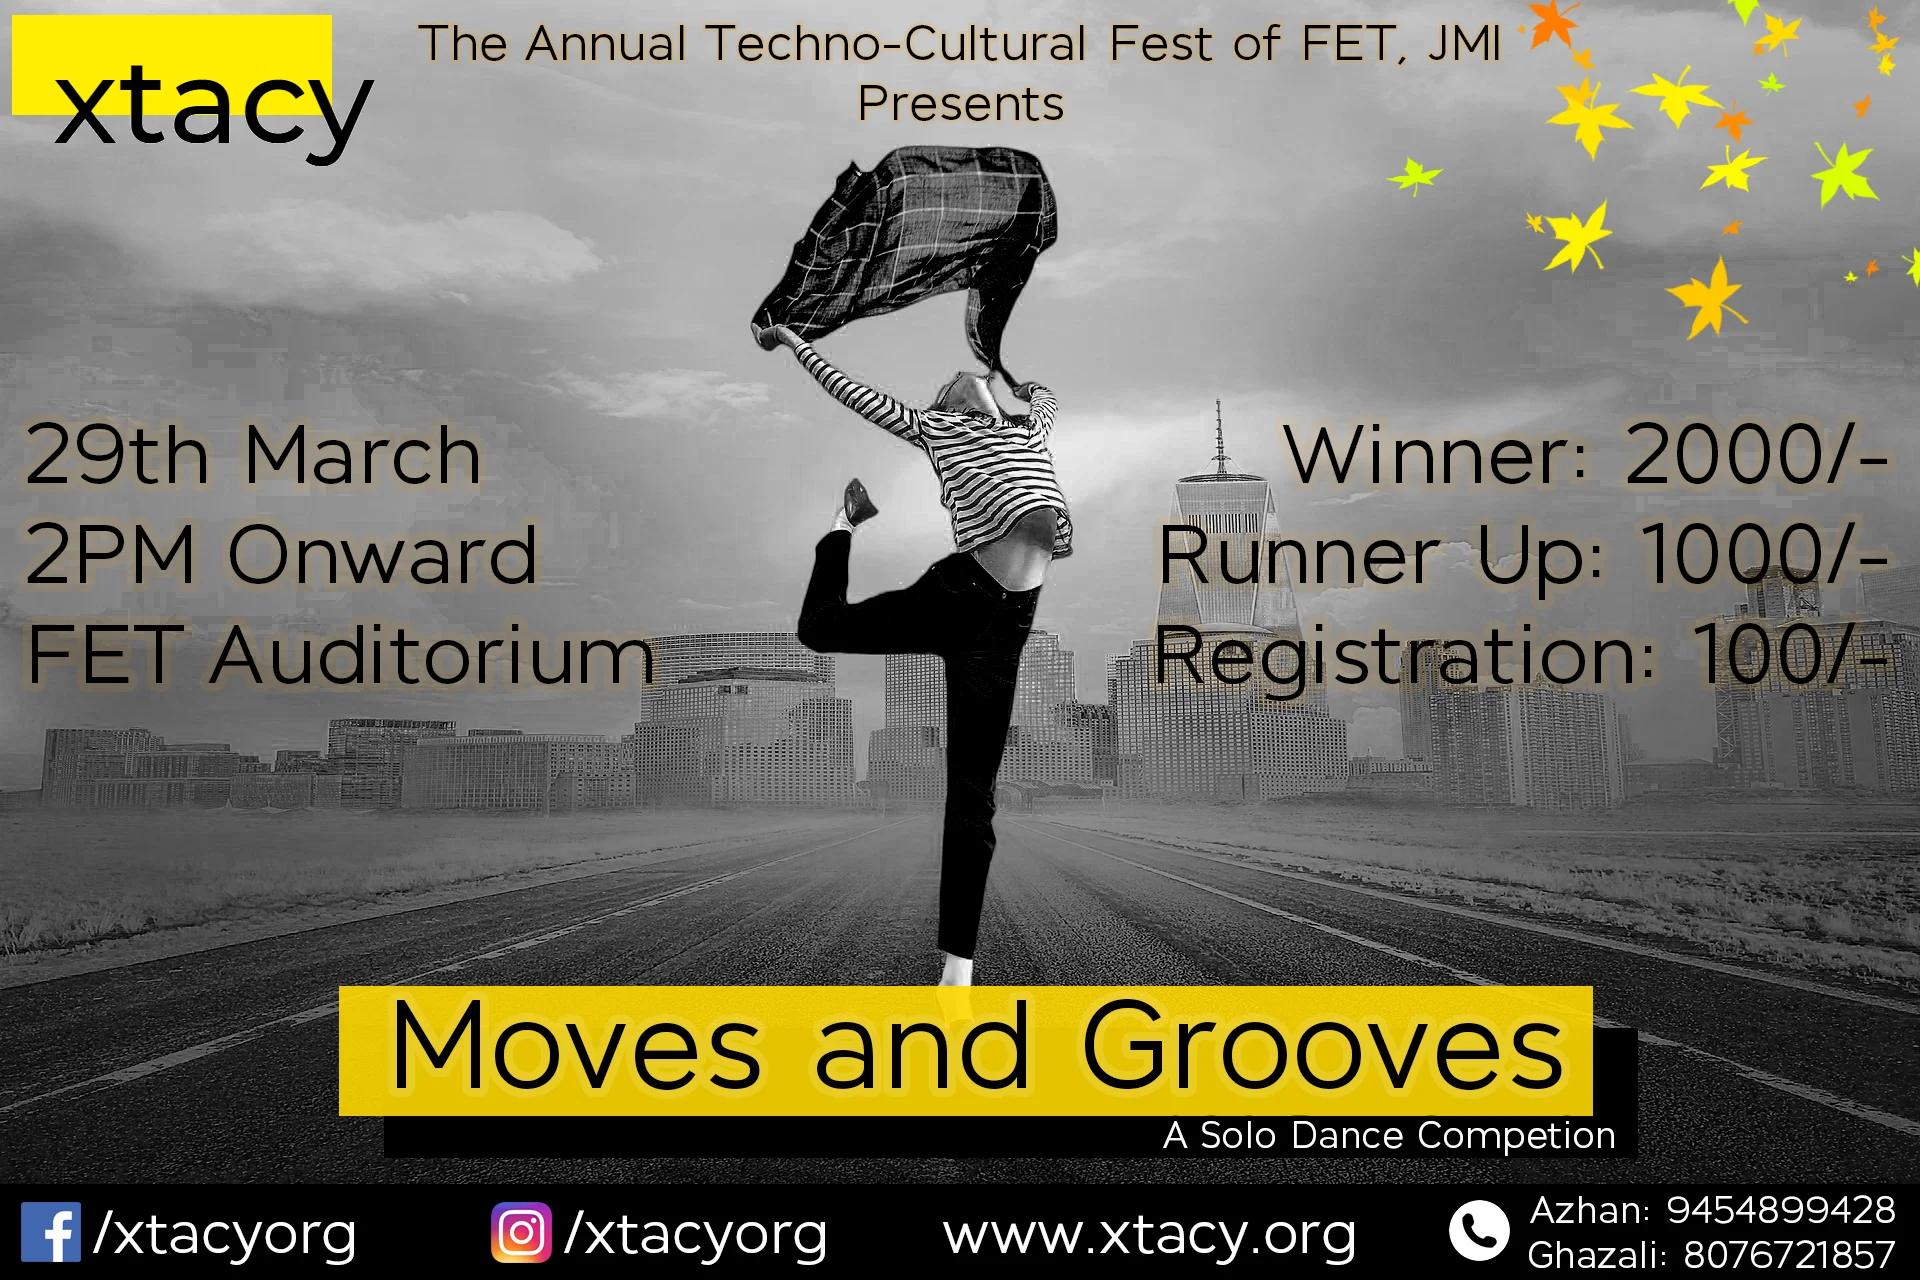 xtacy
The Annual Techno-Cultural Fest of FET, JMI
Presents
29th March
2PM Onward
FET Auditorium
Winner: 2000/-
Runner Up: 1000/-
Registration: 100/-
Moves and Grooves
A Solo Dance Competion
/xtacyorg
/xtacyorg
www.xtacy.org
Azhan: 9454899428
Ghazali: 8076721857